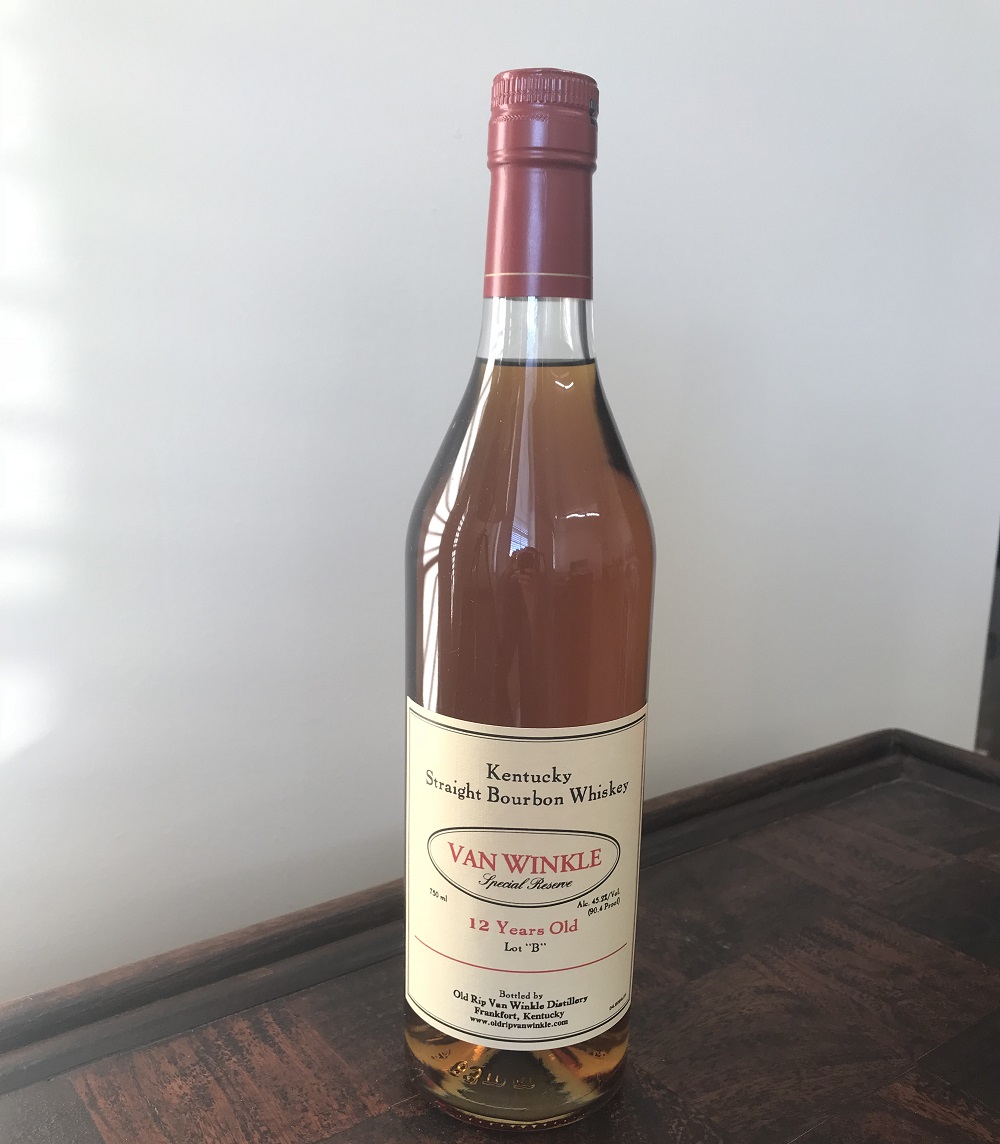 Kentucky
Straight Bourbon Whiskey
VAN WINKLE
Special Reserve
750 ml
Alc. 45.2%/Vol.
(90.4 Proof)
12 Years Old
Lot "B"
Bottled by
Old Rip Van Winkle Distillery
Frankfort, Kentucky
www.oldripvanwinkle.com